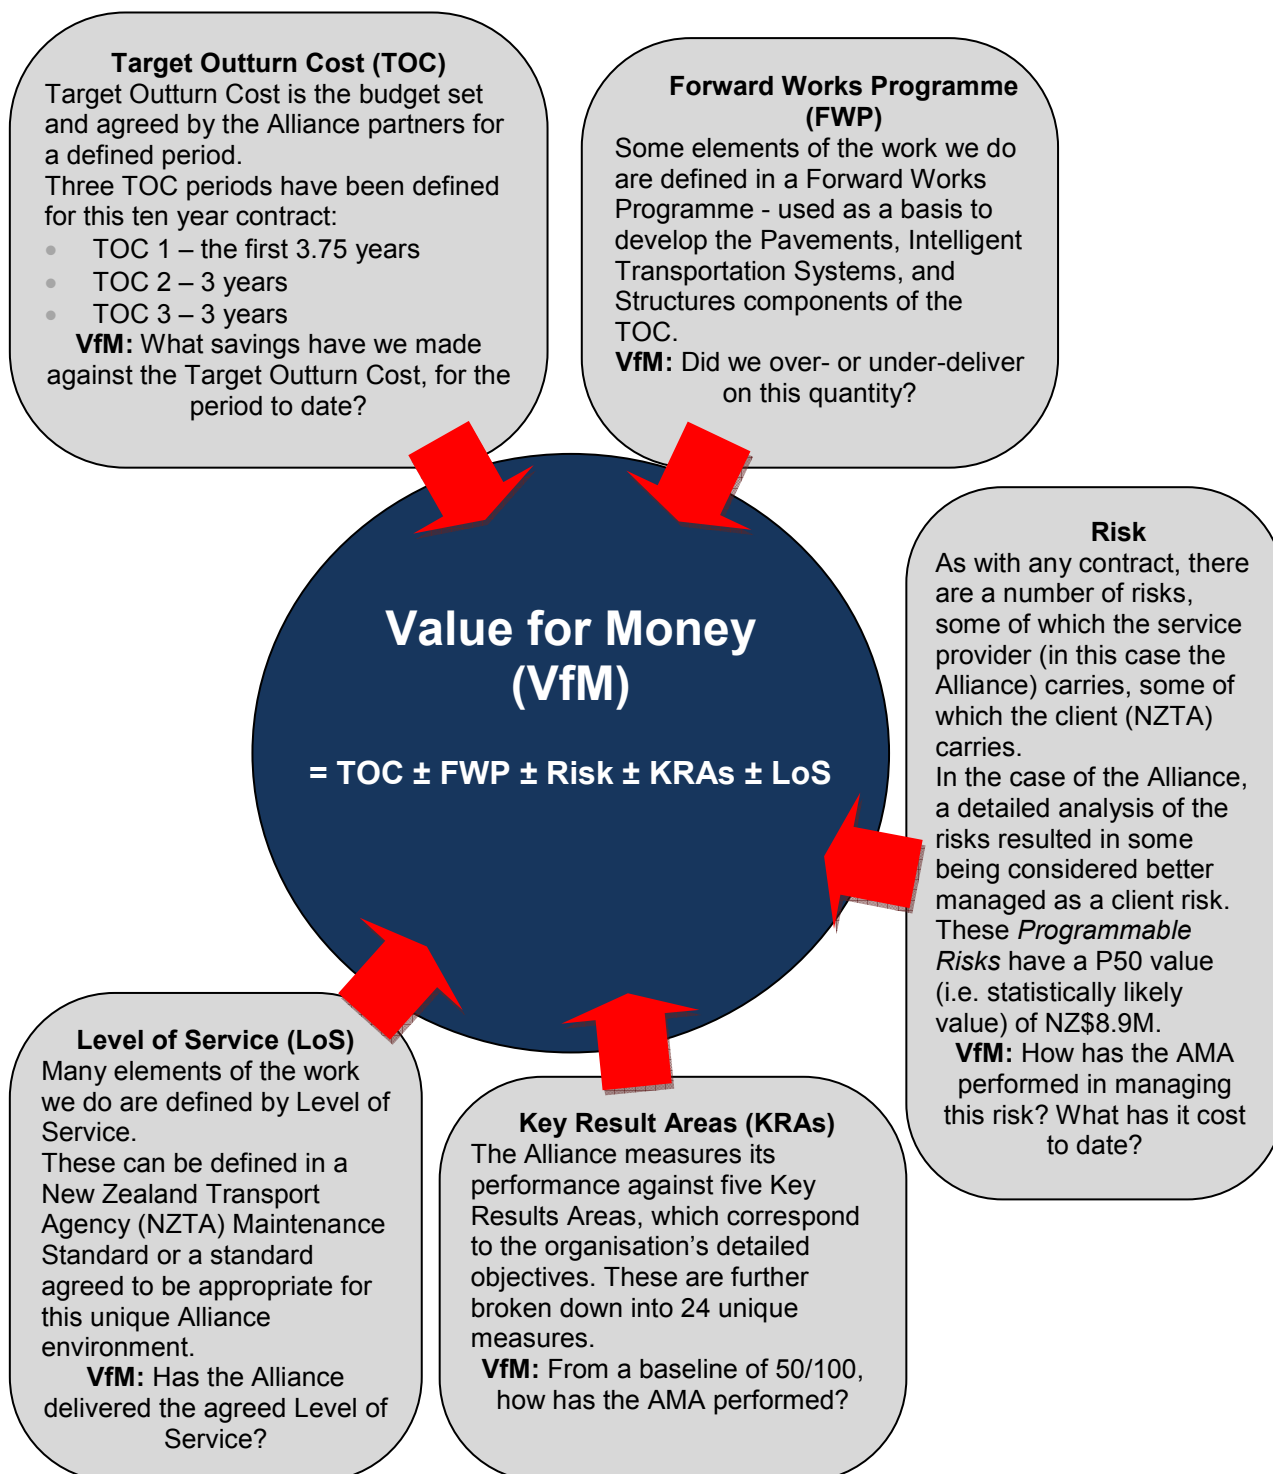 Target Outturn Cost (TOC)
Target Outturn Cost is the budget set
and agreed by the Alliance partners for
a defined period.
Three TOC periods have been defined
for this ten year contract:
• TOC 1 – the first 3.75 years
• TOC 2 – 3 years
• TOC 3 – 3 years
VfM: What savings have we made
against the Target Outturn Cost, for the
period to date?
Forward Works Programme
(FWP)
Some elements of the work we do
are defined in a Forward Works
Programme - used as a basis to
develop the Pavements, Intelligent
Transportation Systems, and
Structures components of the
TOC.
VfM: Did we over- or under-deliver
on this quantity?
Value for Money
(VfM)
= TOC ± FWP ± Risk ± KRAs ± LoS
Risk
As with any contract, there
are a number of risks,
some of which the service
provider (in this case the
Alliance) carries, some of
which the client (NZTA)
carries.
In the case of the Alliance,
a detailed analysis of the
risks resulted in some
being considered better
managed as a client risk.
These Programmable
Risks have a P50 value
(i.e. statistically likely
value) of NZ$8.9M.
VfM: How has the AMA
performed in managing
this risk? What has it cost
to date?
Level of Service (LoS)
Many elements of the work
we do are defined by Level of
Service.
These can be defined in a
New Zealand Transport
Agency (NZTA) Maintenance
Standard or a standard
agreed to be appropriate for
this unique Alliance
environment.
VfM: Has the Alliance
delivered the agreed Level of
Service?
Key Result Areas (KRAs)
The Alliance measures its
performance against five Key
Results Areas, which correspond
to the organisation’s detailed
objectives. These are further
broken down into 24 unique
measures.
VfM: From a baseline of 50/100,
how has the AMA performed?